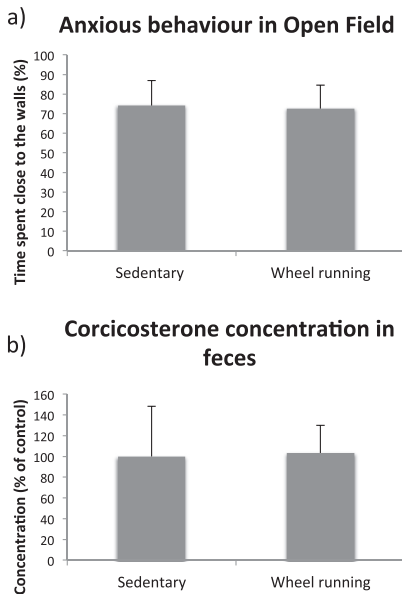 a)
Anxious behaviour in Open Field
Time spent close to the walls (%)
100
90
80
70
60
50
40
30
20
10
0
Sedentary Wheel running
b)
Corcicosterone concentration in
feces
Concentration (% of control)
160
140
120
100
80
60
40
20
0
Sedentary Wheel running